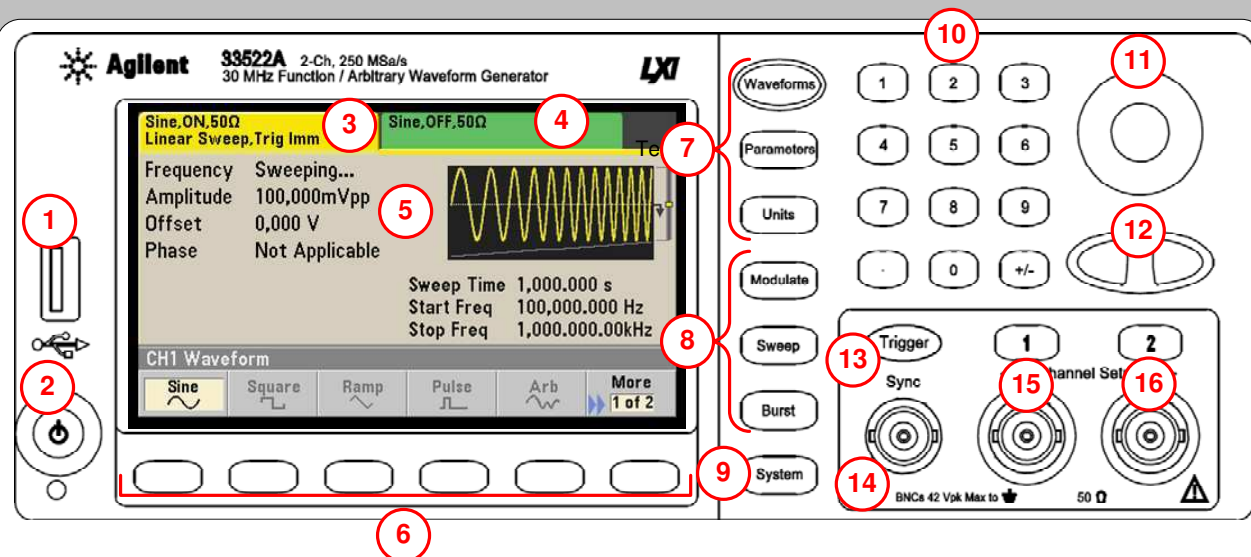 Agilent 33522A 2-Ch, 250 MSa/s
30 MHz Function / Arbitrary Waveform Generator
LXI
Sine,ON,50Ω
Linear Sweep,Trig Imm
3
Sine,OFF,50Ω
4
Te
Frequency Sweeping...
Amplitude 100,000mVpp
Offset 0,000 V
Phase Not Applicable
5
Sweep Time 1,000.000 s
Start Freq 100,000.000 Hz
Stop Freq 1,000.000.00kHz
CH1 Waveform
Sine
Square
Ramp
Pulse
Arb
More
1 of 2
1
2
6
7
Waveforms
Parameters
Units
8
Modulate
Sweep
Burst
9
System
10
1 2 3
4 5 6
7 8 9
. 0 +/-
11
12
13
Trigger
Sync
14
1
2
hannel Set
15
16
BNCs 42 Vpk Max to
50 Ω